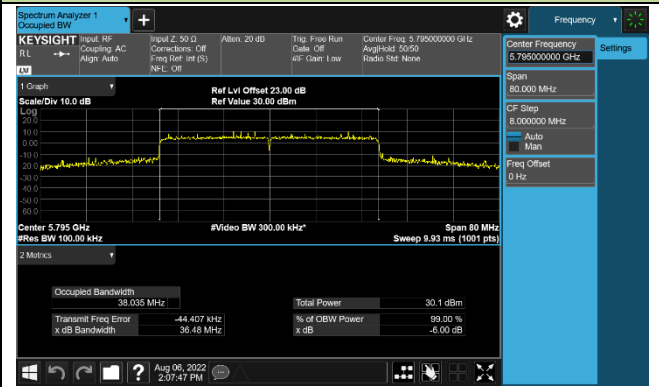 Spectrum Analyzer 1
Occupied BW
Frequency
KEYSIGHT
RL
LXI
Input: RF
Coupling: AC
Align: Auto
Input Z: 50 Ω
Corrections: Off
Freq Ref: Int (S)
NFE: Off
Atten: 20 dB
Trig: Free Run
Gate: Off
#IF Gain: Low
Center Freq: 5.795000000 GHz
Avg|Hold: 50/50
Radio Std: None
Center Frequency
5.795000000 GHz
Settings
Span
80.000 MHz
CF Step
8.000000 MHz
Auto
Man
Freq Offset
0 Hz
1 Graph
Scale/Div 10.0 dB
Ref Lvl Offset 23.00 dB
Ref Value 30.00 dBm
Log
20.0
10.0
0.00
-10.0
-20.0
-30.0
-40.0
-50.0
-60.0
Center 5.795 GHz
#Res BW 100.00 kHz
#Video BW 300.00 kHz*
Span 80 MHz
Sweep 9.93 ms (1001 pts)
2 Metrics
Occupied Bandwidth
38.035 MHz
Total Power 30.1 dBm
Transmit Freq Error -44.407 kHz
% of OBW Power 99.00 %
x dB Bandwidth 36.48 MHz
x dB -6.00 dB
?
Aug 06, 2022
2:07:47 PM